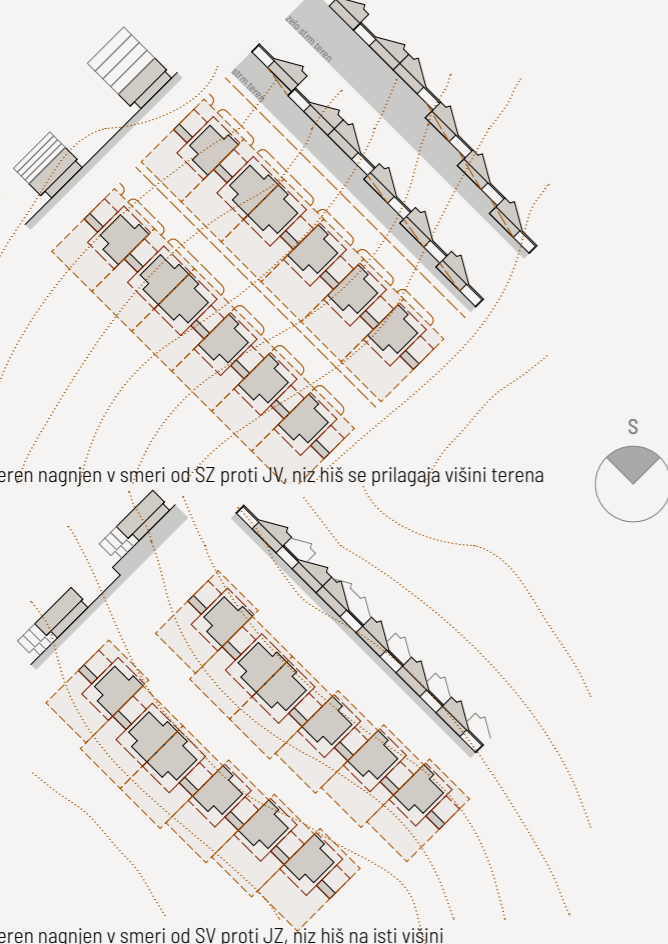 zelo strm teren
strm teren
S
eren nagnjen v smeri od SZ proti JV, niz hiš se prilagaja višini terena
eren nagnjen v smeri od SV proti JZ, niz hiš na isti višini